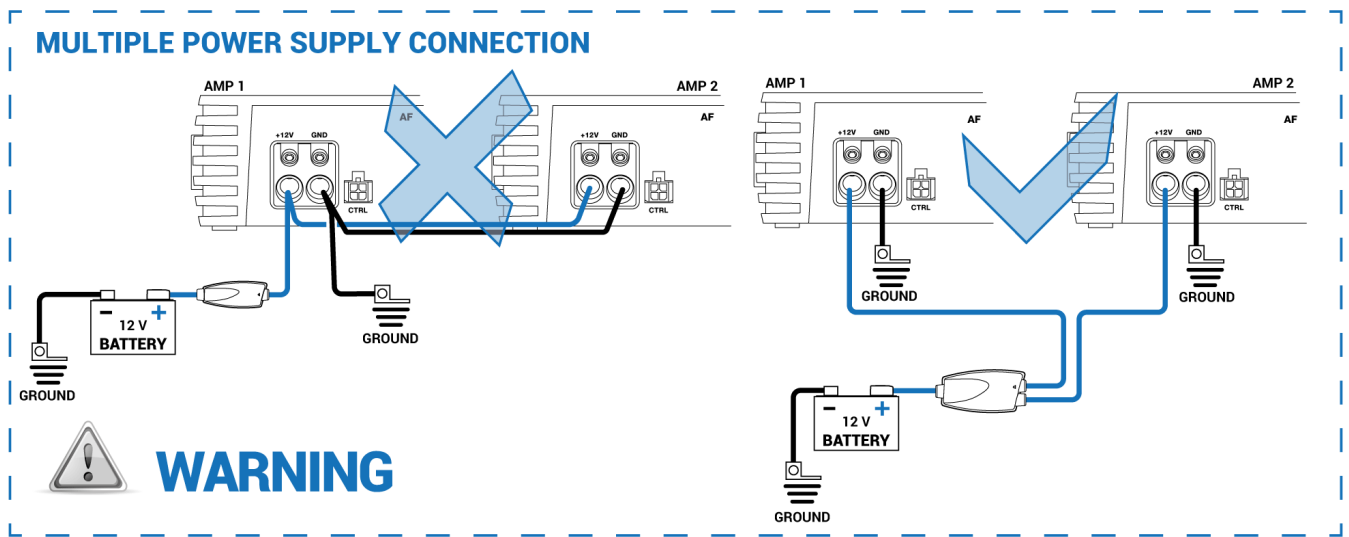 MULTIPLE POWER SUPPLY CONNECTION
AMP 1
AMP 2
AF
AF
+12V GND
+12V GND
CTRL
CTRL
- +
12 V
BATTERY
GROUND
GROUND
WARNING
AMP 1
AMP 2
AF
AF
+12V GND
+12V GND
CTRL
CTRL
GROUND
GROUND
- +
12 V
BATTERY
GROUND